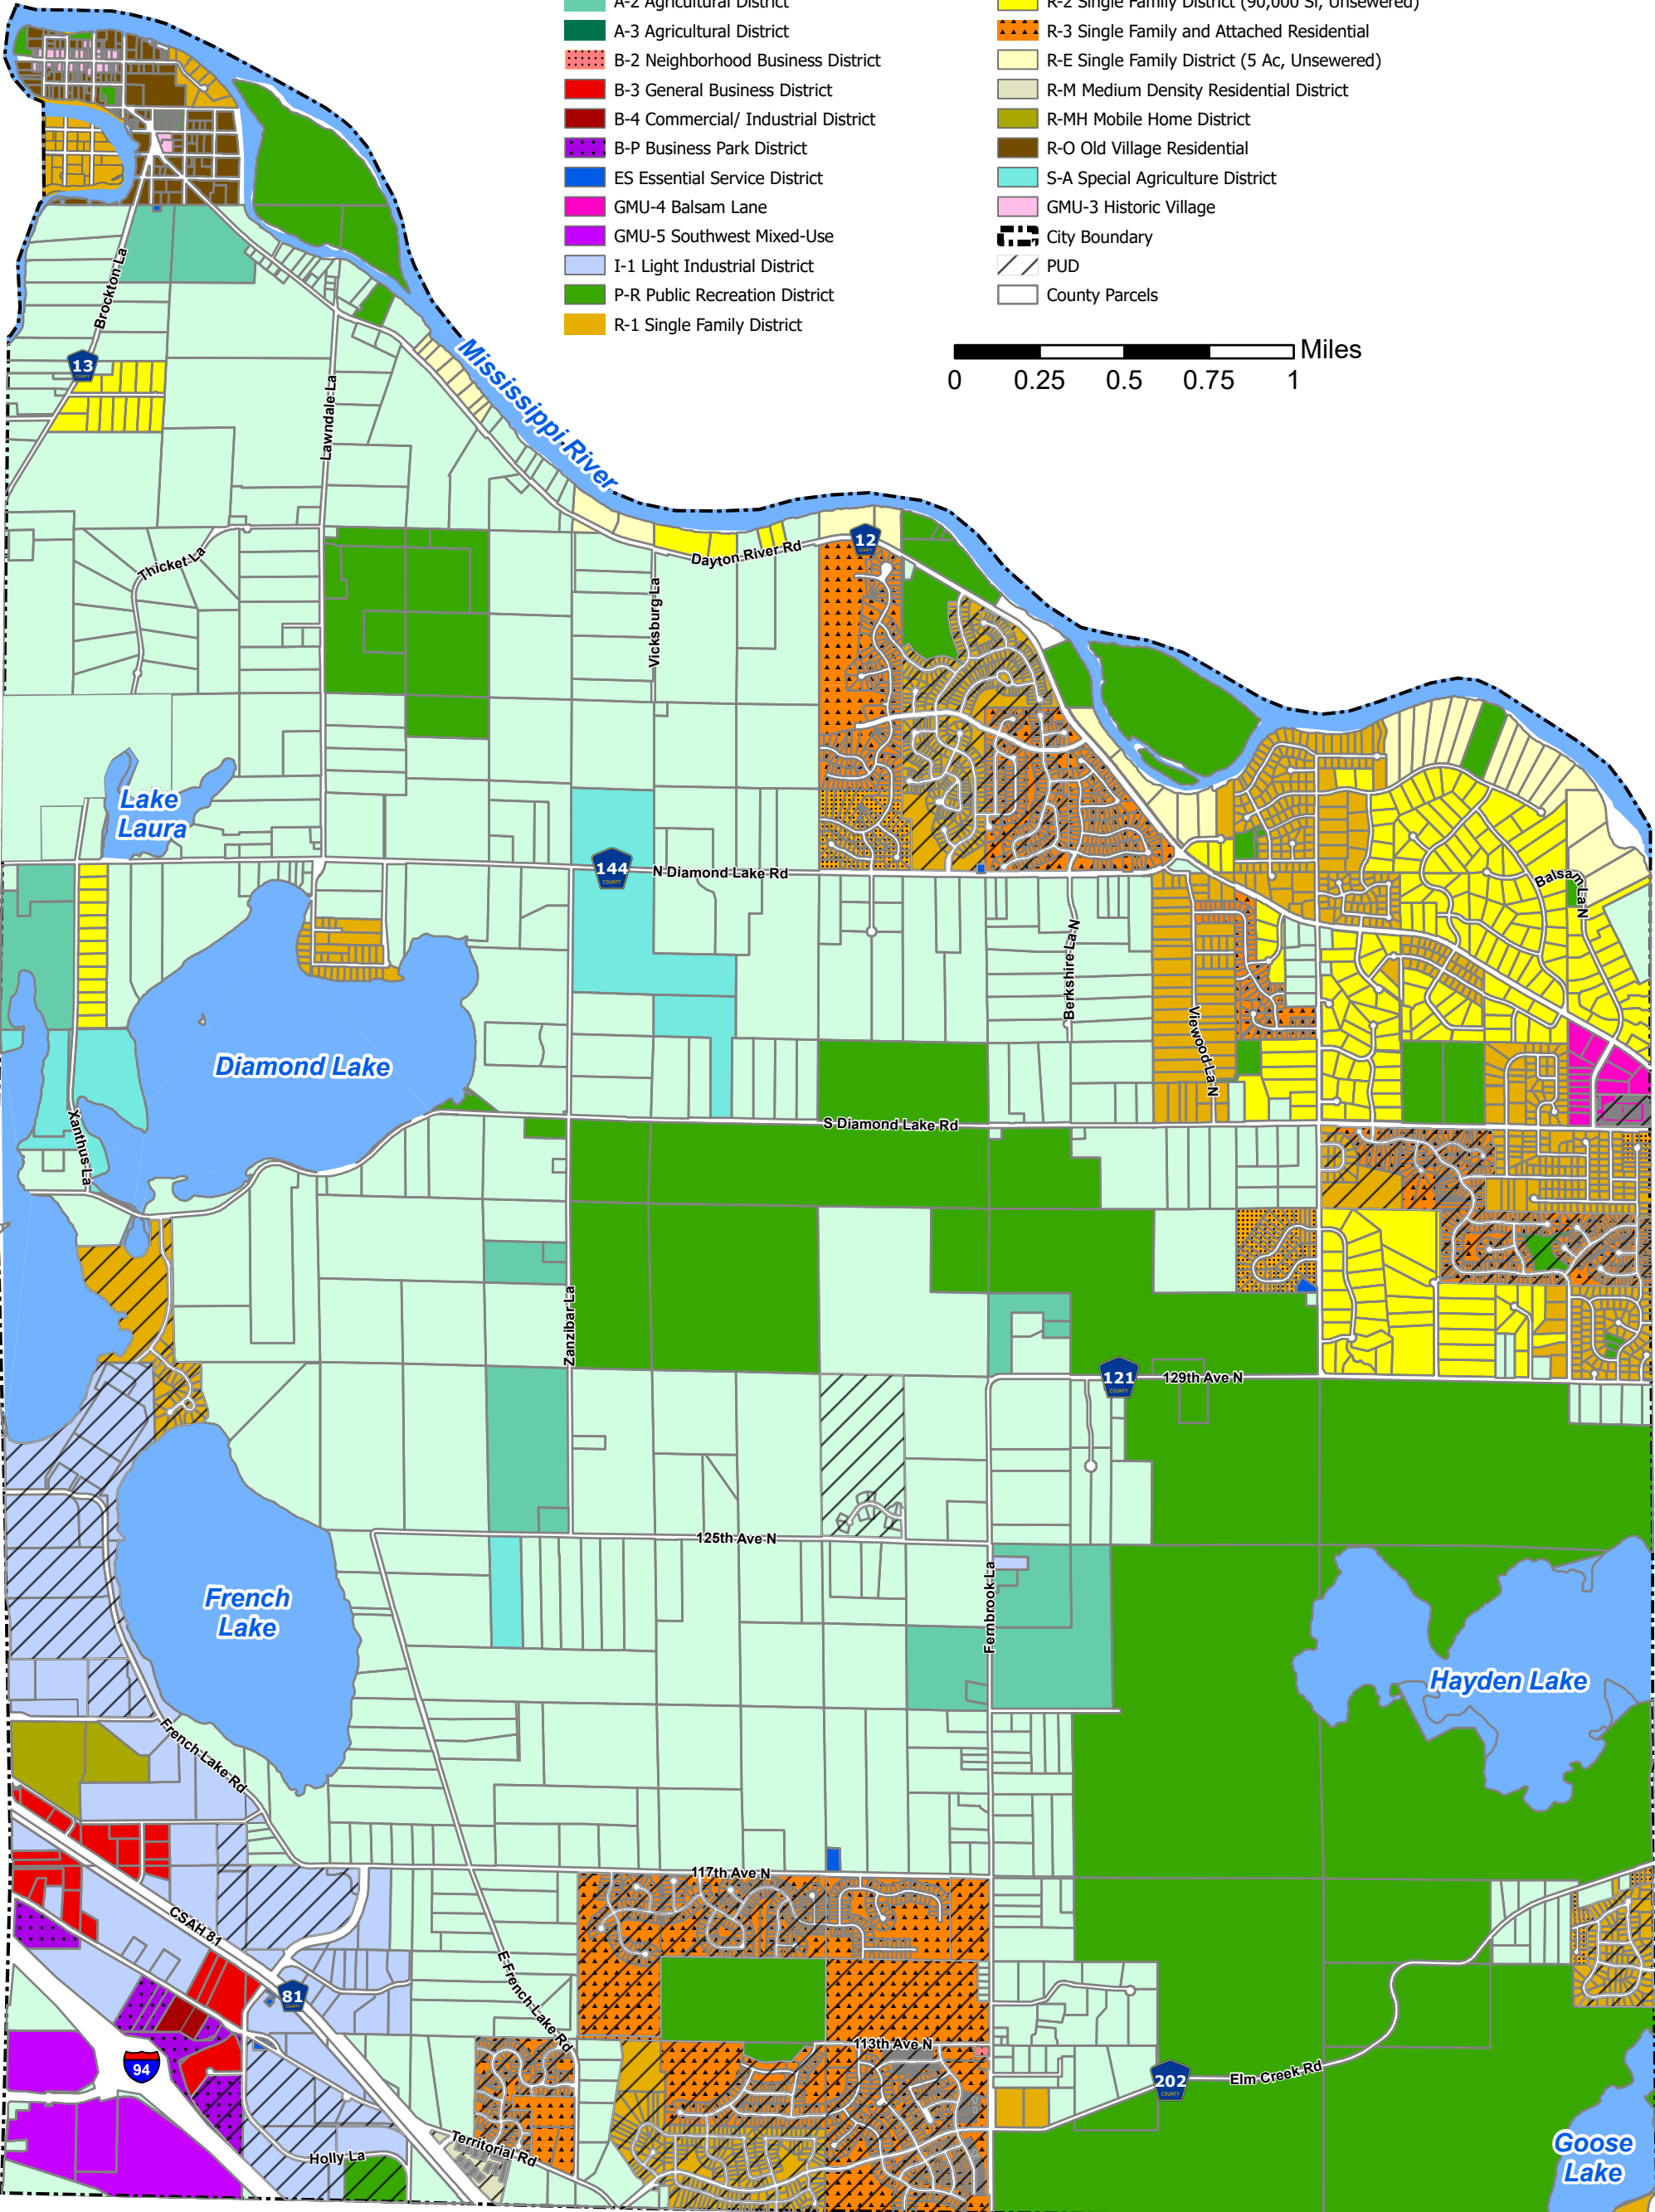 A-2 Agricultural District
A-3 Agricultural District
B-2 Neighborhood Business District
B-3 General Business District
B-4 Commercial/ Industrial District
B-P Business Park District
ES Essential Service District
GMU-4 Balsam Lane
GMU-5 Southwest Mixed-Use
I-1 Light Industrial District
P-R Public Recreation District
R-1 Single Family District
R-2 Single Family District (90,000 Sf, Unsewered)
R-3 Single Family and Attached Residential
R-E Single Family District (5 Ac, Unsewered)
R-M Medium Density Residential District
R-MH Mobile Home District
R-O Old Village Residential
S-A Special Agriculture District
GMU-3 Historic Village
City Boundary
PUD
County Parcels
Miles
0 0.25 0.5 0.75 1
Brockton La
13
COUNTY
Lawndale La
Mississippi River
Thicket La
Vicksburg La
Dayton River Rd
12
COUNTY
Lake
Laura
144
COUNTY
N Diamond Lake Rd
Balsam La N
Berkshire La N
Viewood La N
Diamond Lake
Xanthus La
S Diamond Lake Rd
Zanzibar La
121
COUNTY
129th Ave N
125th Ave N
French
Lake
Fernbrook La
Hayden Lake
French Lake Rd
117th Ave N
CSAH 81
81
COUNTY
E French Lake Rd
94
113th Ave N
202
COUNTY
Elm Creek Rd
Territorial Rd
Holly La
Goose
Lake